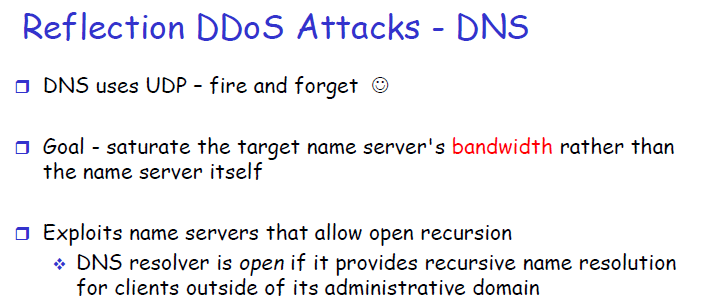 Reflection DDoS Attacks - DNS
DNS uses UDP – fire and forget ☺
Goal - saturate the target name server's bandwidth rather than
the name server itself
Exploits name servers that allow open recursion
DNS resolver is open if it provides recursive name resolution
for clients outside of its administrative domain